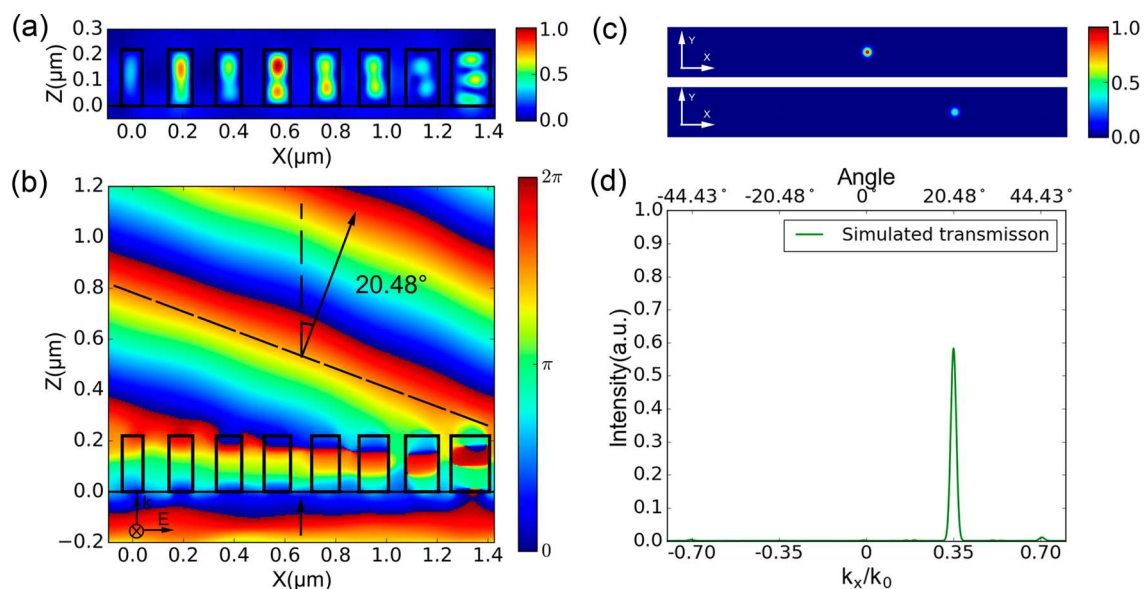 (a)
0.3
0.2
0.1
0.0
Z(μm)
0.0 0.2 0.4 0.6 0.8 1.0 1.2 1.4
X(μm)
1.0
0.5
0.0
(b)
1.2
1.0
0.8
0.6
0.4
0.2
0.0
−0.2
Z(μm)
20.48°
k
E
0.0 0.2 0.4 0.6 0.8 1.0 1.2 1.4
X(μm)
2π
π
0
(c)
Y
X
Y
X
1.0
0.5
0.0
(d)
Angle
-44.43° -20.48° 0° 20.48° 44.43°
Simulated transmisson
1.0
0.9
0.8
0.7
0.6
0.5
0.4
0.3
0.2
0.1
0.0
Intensity(a.u.)
-0.70 -0.35 0 0.35 0.70
kx/k0